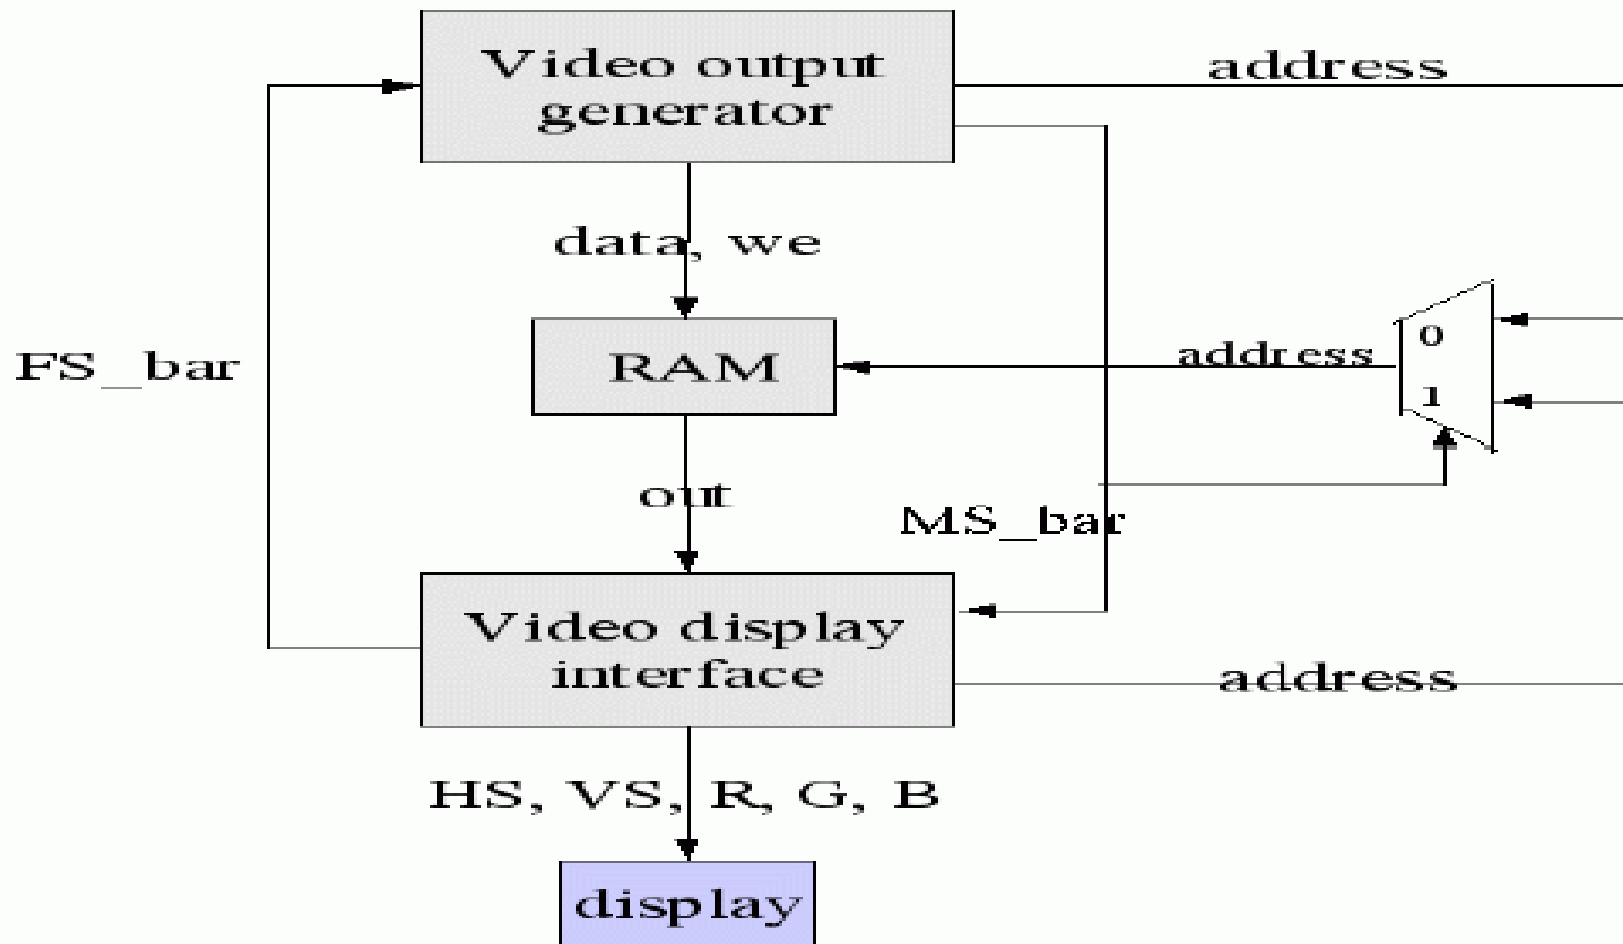 Video output
generator
address
data, we
0
address
FS_bar
RAM
1
out
MS_bar
Video display
interface
address
HS, VS, R, G, B
display